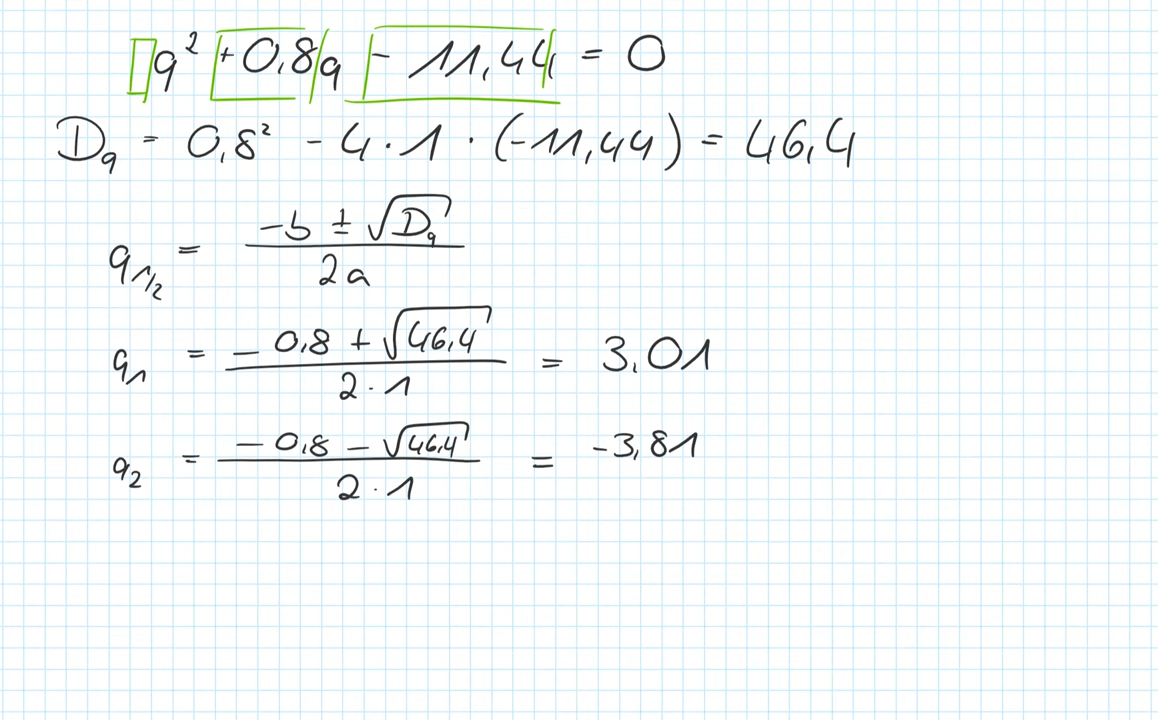 q² + 0,8q - 11,44 = 0
D_q = 0,8² - 4 · 1 · (-11,44) = 46,4
q_1/2 = (-b ± √D_q) / 2a
q_1 = (-0,8 + √46,4) / 2 · 1 = 3,01
q_2 = (-0,8 - √46,4) / 2 · 1 = -3,81